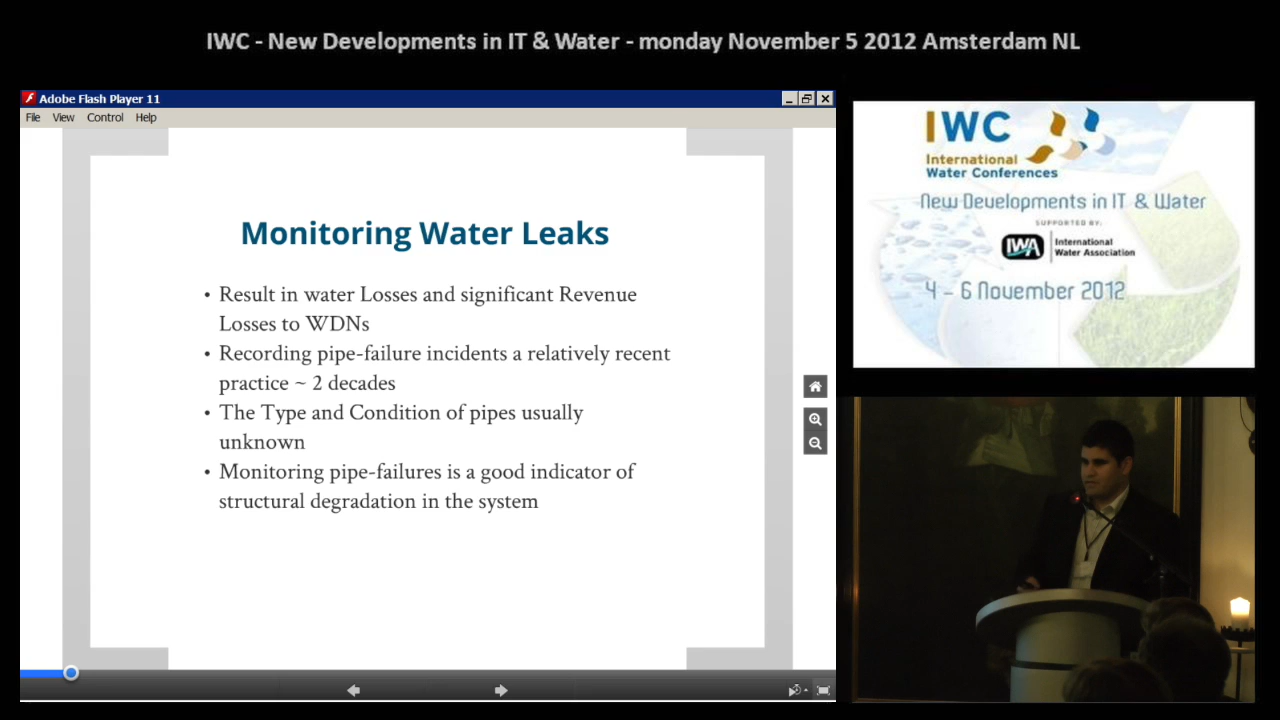 IWC - New Developments in IT & Water - monday November 5 2012 Amsterdam NL
Adobe Flash Player 11
File View Control Help
Monitoring Water Leaks
• Result in water Losses and significant Revenue
Losses to WDNs
• Recording pipe-failure incidents a relatively recent
practice ~ 2 decades
• The Type and Condition of pipes usually
unknown
• Monitoring pipe-failures is a good indicator of
structural degradation in the system
IWC
International
Water Conferences
New Developments in IT & Water
SUPPORTED BY:
IWA
International
Water Association
4 - 6 November 2012